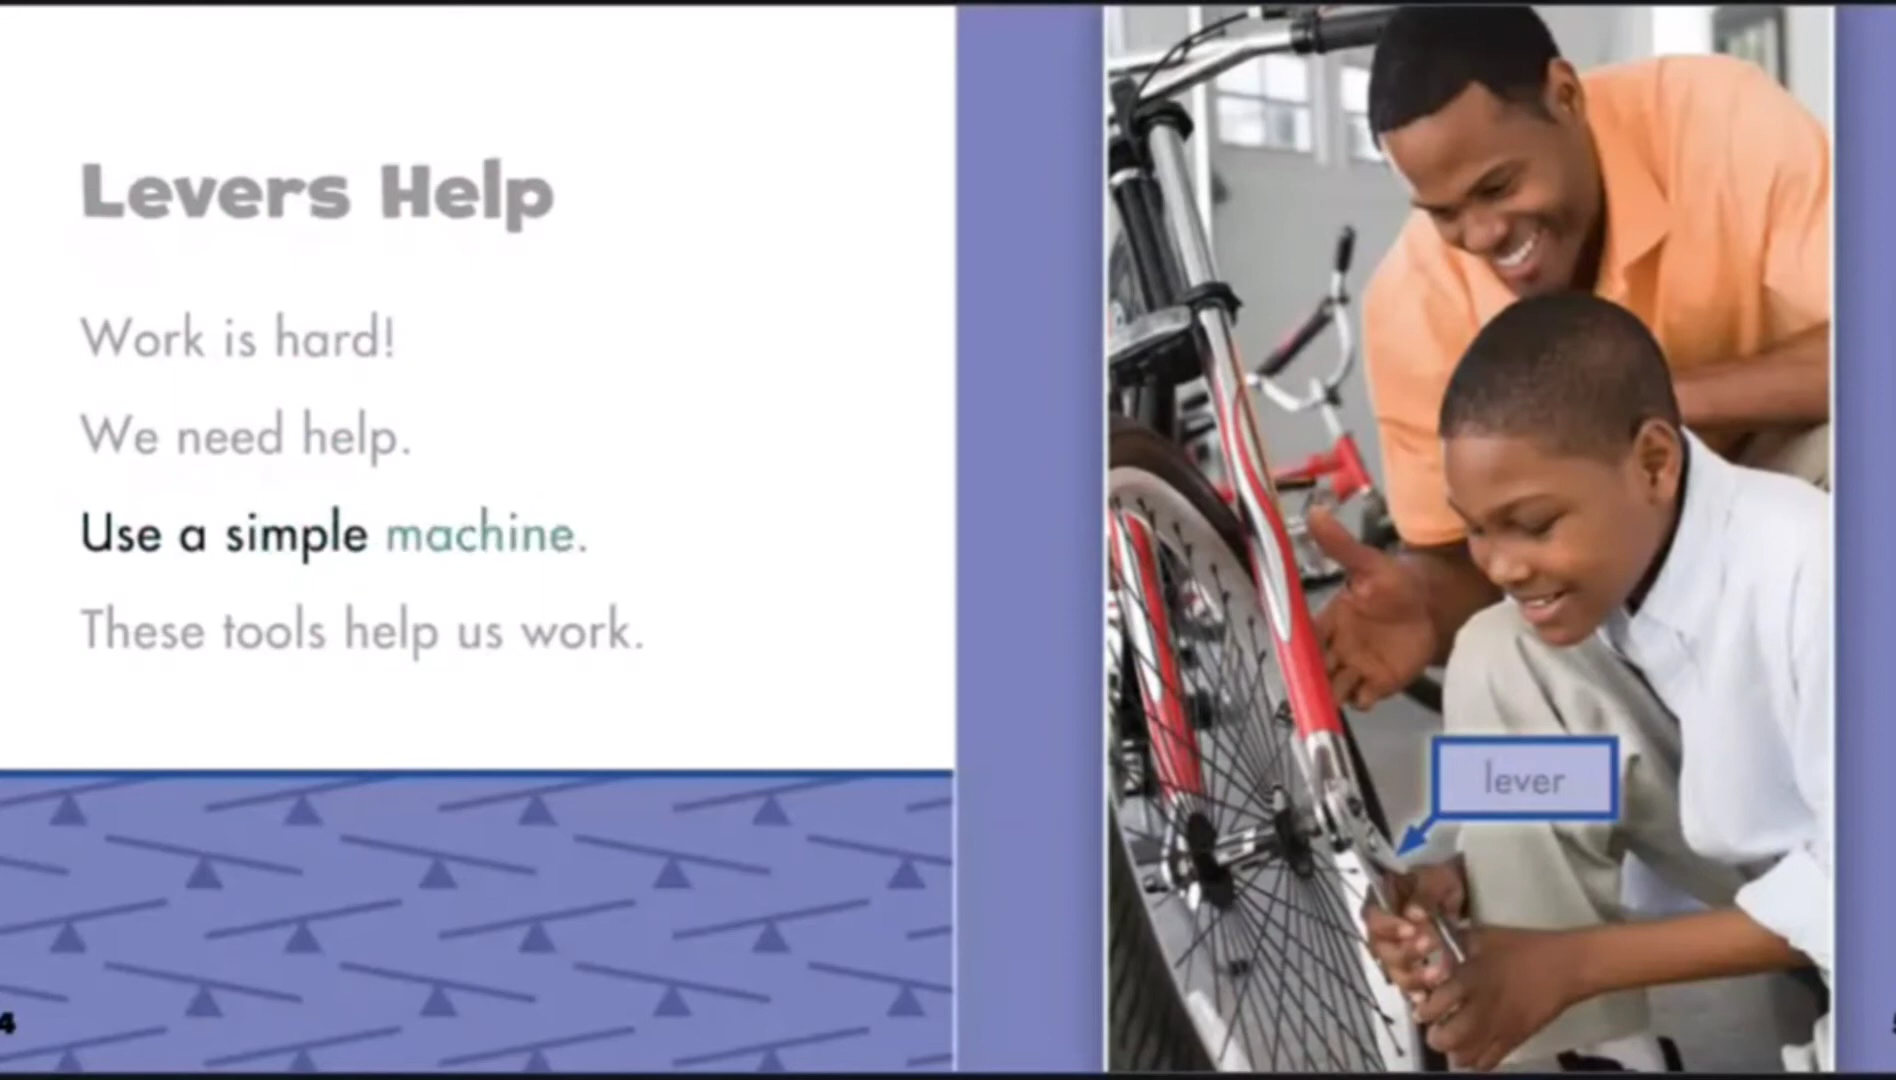 Levers Help
Work is hard!
We need help.
Use a simple machine.
These tools help us work.
lever
4